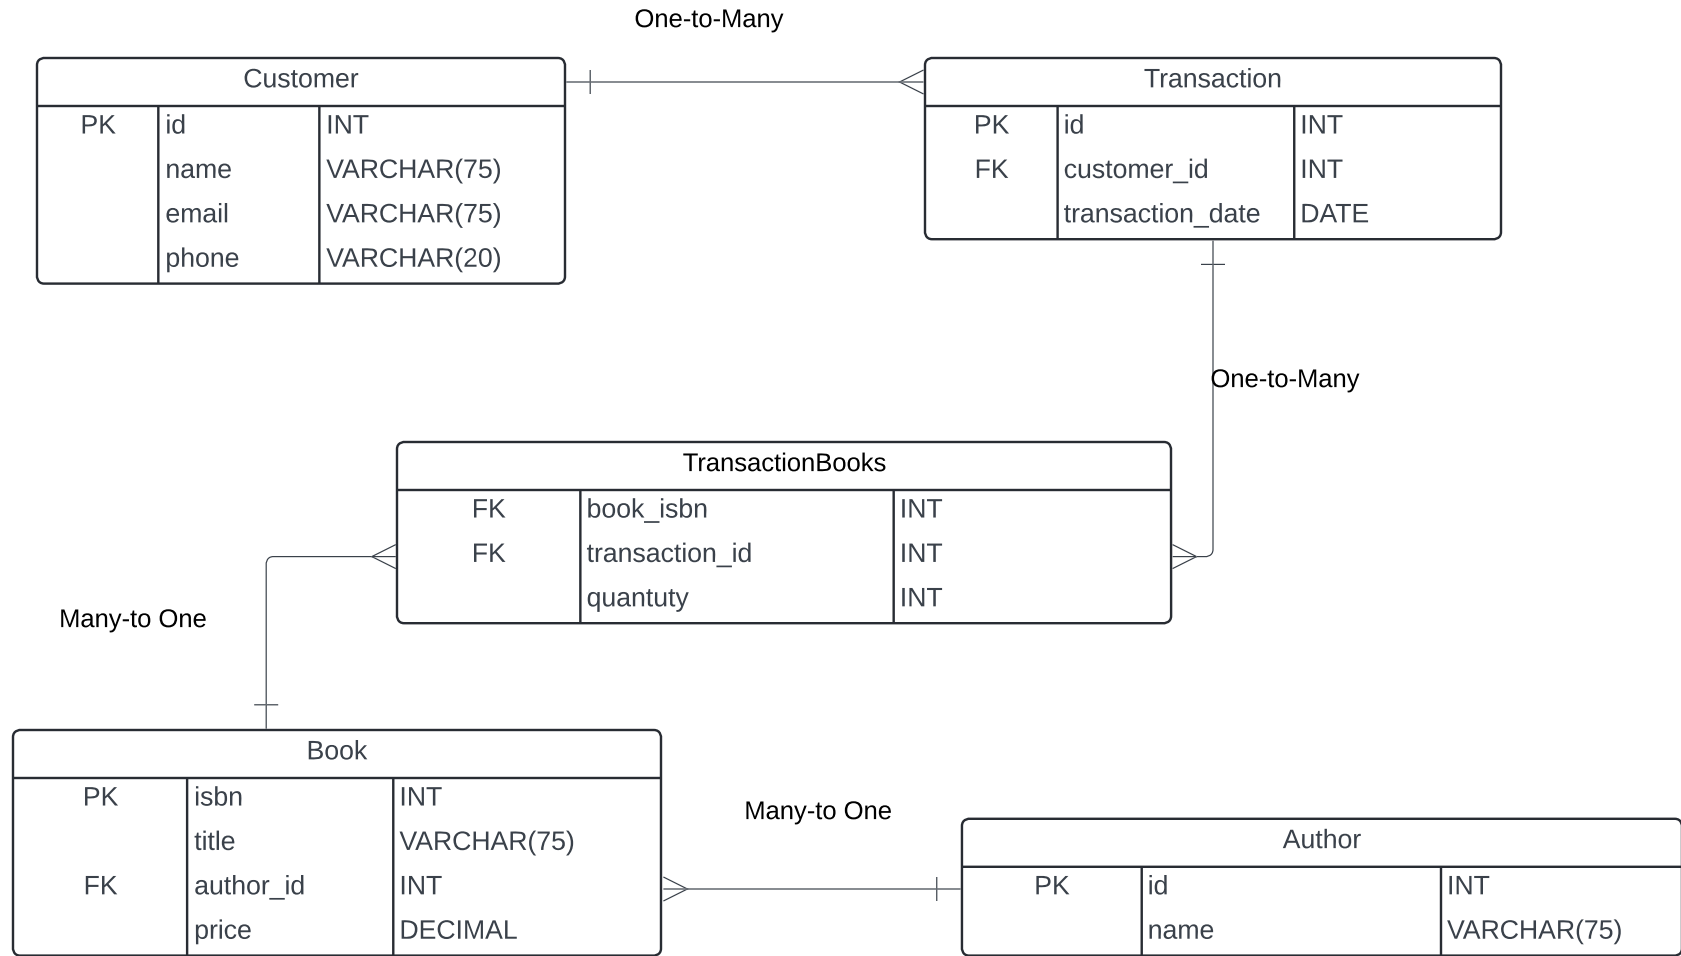 One-to-Many
Customer
PK id INT
name VARCHAR(75)
email VARCHAR(75)
phone VARCHAR(20)
Transaction
PK id INT
FK customer_id INT
transaction_date DATE
One-to-Many
TransactionBooks
FK book_isbn INT
FK transaction_id INT
quantuty INT
Many-to One
Book
PK isbn INT
title VARCHAR(75)
FK author_id INT
price DECIMAL
Many-to One
Author
PK id INT
name VARCHAR(75)